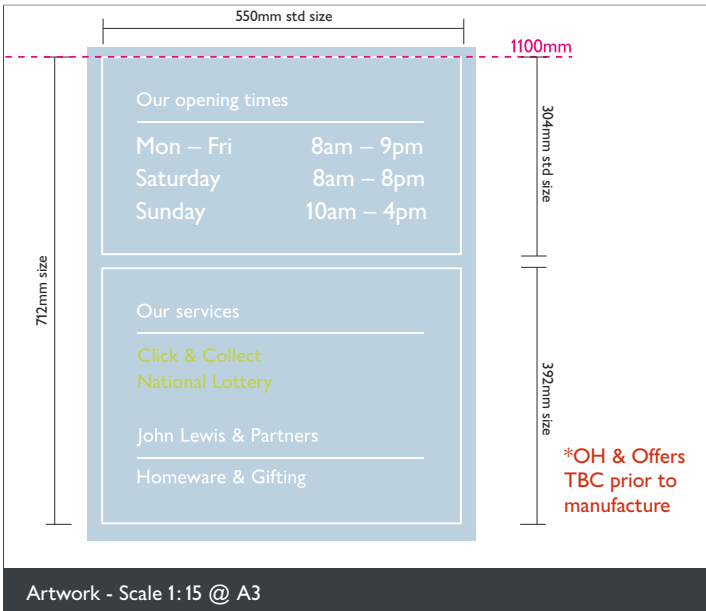 550mm std size
1100mm
Our opening times
Mon – Fri 8am – 9pm
Saturday 8am – 8pm
Sunday 10am – 4pm
304mm std size
712mm size
Our services
Click & Collect
National Lottery
John Lewis & Partners
Homeware & Gifting
392mm size
*OH & Offers
TBC prior to
manufacture
Artwork - Scale 1:15 @ A3